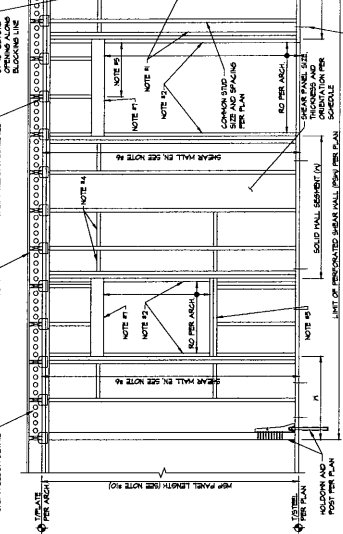 OPENING ALONG
BLOCKING LINE
T/PLATE
PER ARCH.
NOTE #5
NOTE #1
NOTE #7
NOTE #2
COMMON STUD
SIZE AND SPACING
PER PLAN
RO PER ARCH.
SHEAR PANEL SIZE,
THICKNESS AND
ORIENTATION PER
SCHEDULE
SHEAR WALL EN, SEE NOTE #6
NOTE #4
SOLID WALL SEGMENT (W)
NOTE #7
NOTE #2
RO PER ARCH.
NOTE #5
LIMIT OF PERFORATED SHEAR WALL (PSW) PER PLAN
SHEAR WALL EN, SEE NOTE #6
WSP PANEL LENGTH (SEE NOTE #10)
T/STEEL
PER PLAN
HOLDOWN AND
POST PER PLAN